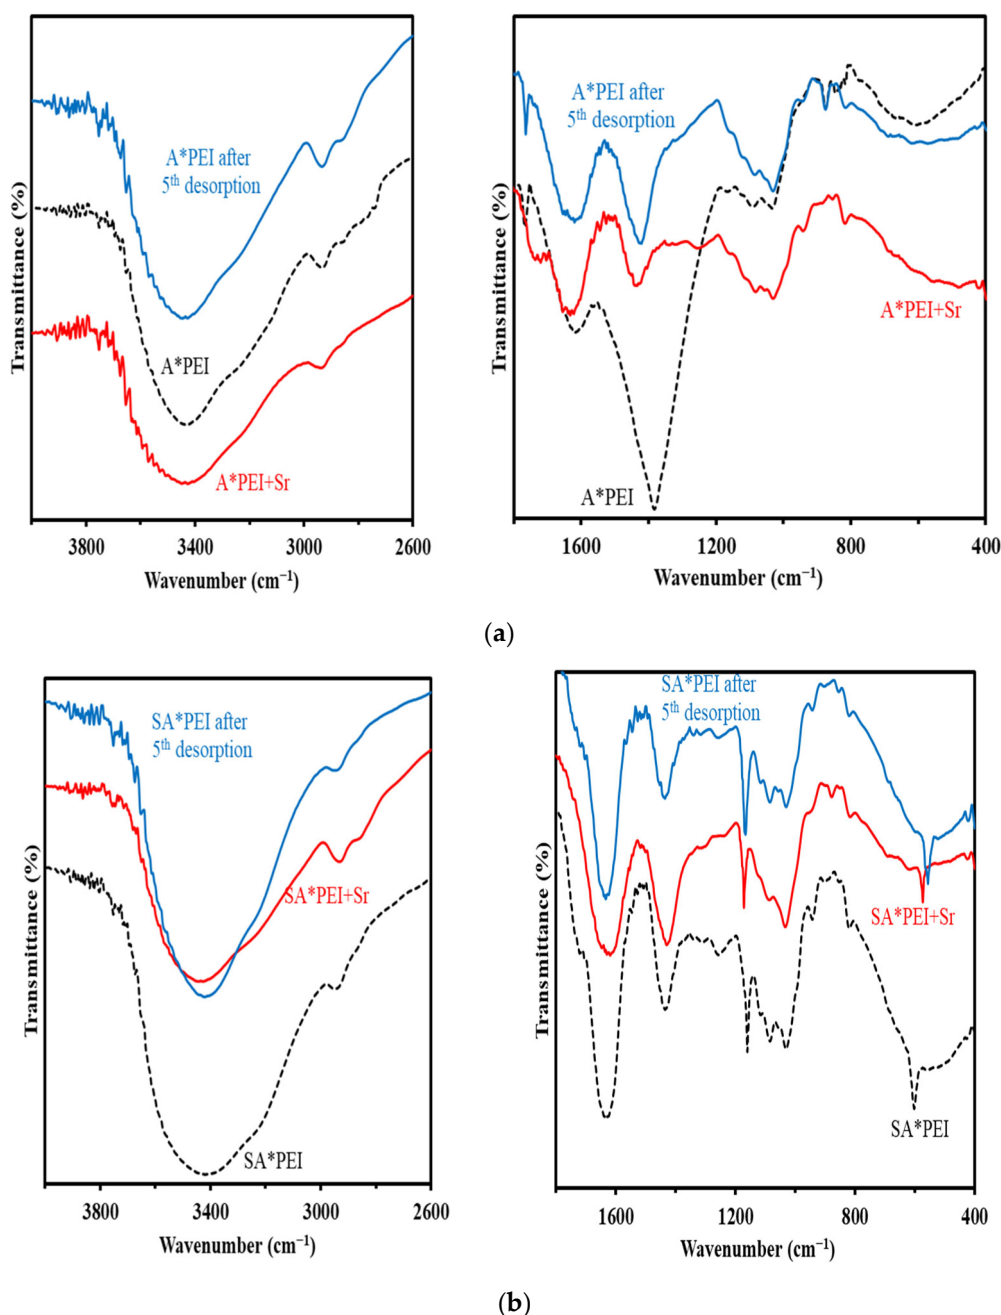 Transmittance (%)
A*PEI after
5th desorption
A*PEI
A*PEI+Sr
3800 3400 3000 2600
Wavenumber (cm−1)
Transmittance (%)
A*PEI after
5th desorption
A*PEI+Sr
A*PEI
1600 1200 800 400
Wavenumber (cm−1)
(a)
Transmittance (%)
SA*PEI after
5th desorption
SA*PEI+Sr
SA*PEI
3800 3400 3000 2600
Wavenumber (cm−1)
Transmittance (%)
SA*PEI after
5th desorption
SA*PEI+Sr
SA*PEI
1600 1200 800 400
Wavenumber (cm−1)
(b)